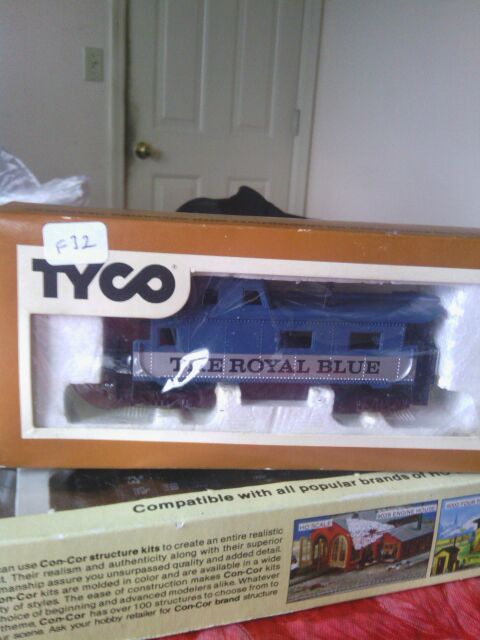 F32
TYCO
THE ROYAL BLUE
Compatible with all popular brands of HO
can use Con-Cor structure kits to create an entire realistic
t. Their realism and authenticity along with their superior
manship assure you unsurpassed quality and added detail.
n-Cor kits are molded in color and are available in a wide
ty of styles. The ease of construction makes Con-Cor kits
choice of beginning and advanced modelers alike. Whatever
theme, Con-Cor has over 100 structures to choose from to
r scene. Ask your hobby retailer for Con-Cor brand structure
HO SCALE
ENGINE HOUSE